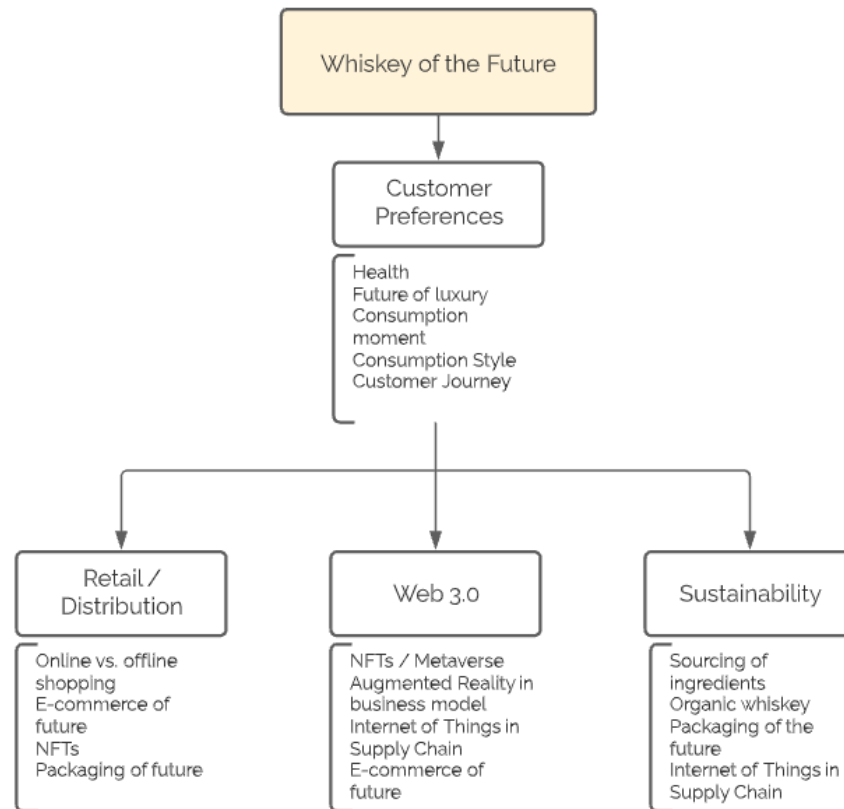 Whiskey of the Future
Customer
Preferences
Health
Future of luxury
Consumption
moment
Consumption Style
Customer Journey
Retail /
Distribution
Online vs. offline
shopping
E-commerce of
future
NFTs
Packaging of future
Web 3.0
NFTs / Metaverse
Augmented Reality in
business model
Internet of Things in
Supply Chain
E-commerce of
future
Sustainability
Sourcing of
ingredients
Organic whiskey
Packaging of the
future
Internet of Things in
Supply Chain